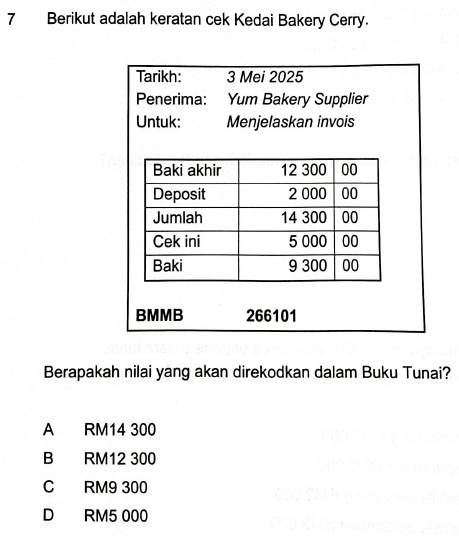 7 Berikut adalah keratan cek Kedai Bakery Cerry.
Tarikh: 3 Mei 2025
Penerima: Yum Bakery Supplier
Untuk: Menjelaskan invois
Baki akhir 12 300 00
Deposit 2 000 00
Jumlah 14 300 00
Cek ini 5 000 00
Baki 9 300 00
BMMB 266101
Berapakah nilai yang akan direkodkan dalam Buku Tunai?
A RM14 300
B RM12 300
C RM9 300
D RM5 000